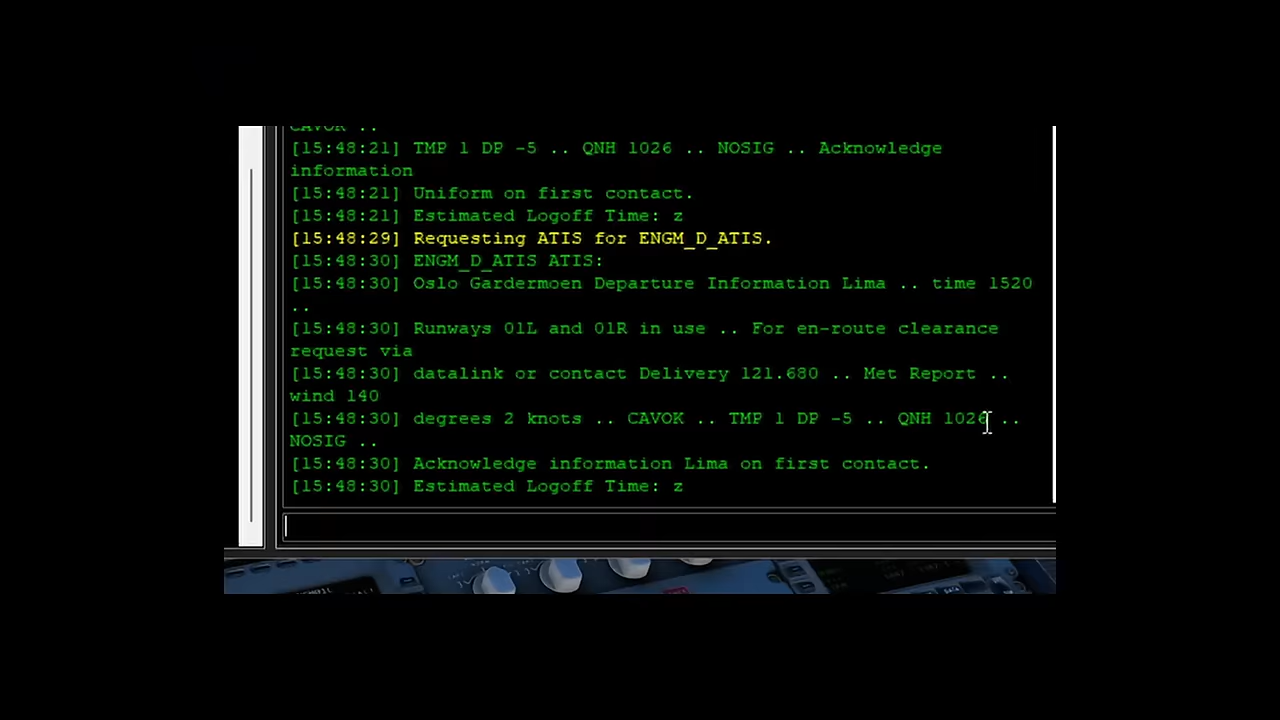 CAVOK ..
[15:48:21] TMP 1 DP -5 .. QNH 1026 .. NOSIG .. Acknowledge
information
[15:48:21] Uniform on first contact.
[15:48:21] Estimated Logoff Time: z
[15:48:29] Requesting ATIS for ENGM_D_ATIS.
[15:48:30] ENGM_D_ATIS ATIS:
[15:48:30] Oslo Gardermoen Departure Information Lima .. time 1520
..
[15:48:30] Runways 01L and 01R in use .. For en-route clearance
request via
[15:48:30] datalink or contact Delivery 121.680 .. Met Report ..
wind 140
[15:48:30] degrees 2 knots .. CAVOK .. TMP 1 DP -5 .. QNH 1026 ..
NOSIG ..
[15:48:30] Acknowledge information Lima on first contact.
[15:48:30] Estimated Logoff Time: z